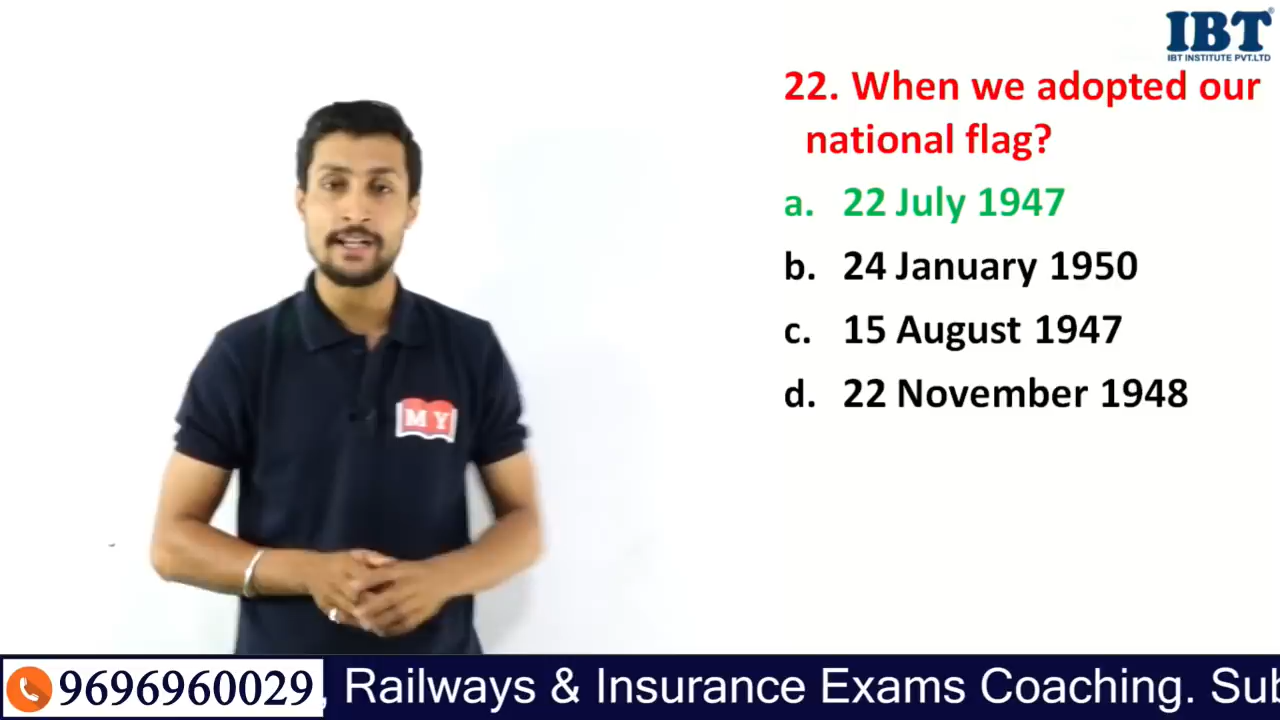 IBT
IBT INSTITUTE PVT.LTD
22. When we adopted our
national flag?
a. 22 July 1947
b. 24 January 1950
c. 15 August 1947
d. 22 November 1948
M Y
9696960029 , Railways & Insurance Exams Coaching. Sub